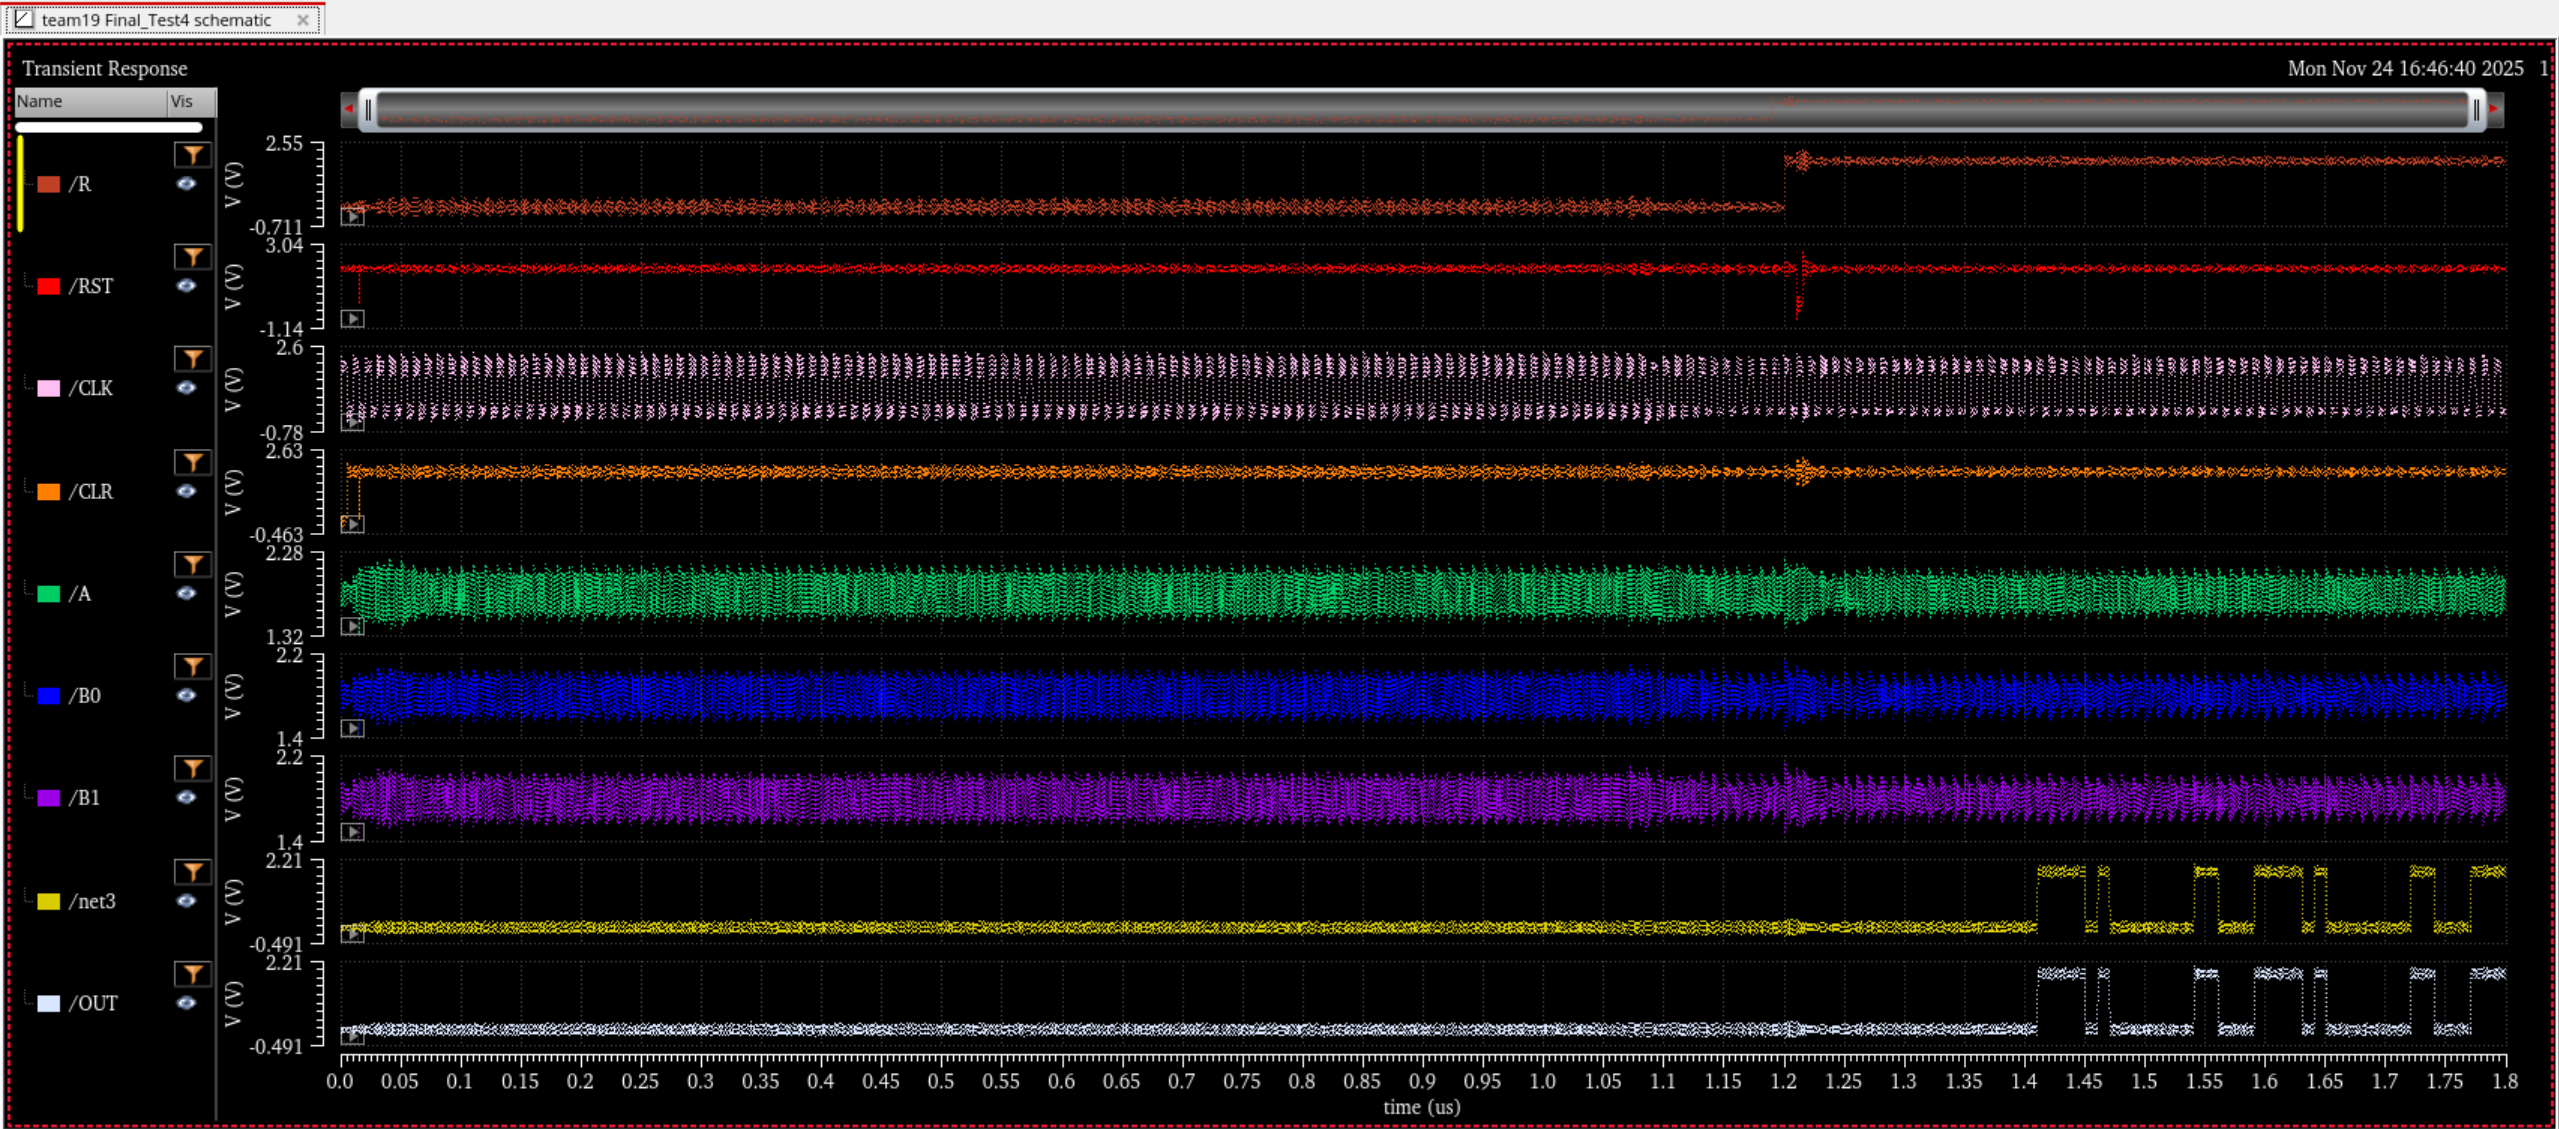 team19 Final_Test4 schematic
Transient Response
Mon Nov 24 16:46:40 2025 1
Name Vis
/R
V (V)
2.55
-0.711
/RST
V (V)
3.04
-1.14
/CLK
V (V)
2.6
-0.78
/CLR
V (V)
2.63
-0.463
/A
V (V)
2.28
1.32
/B0
V (V)
2.2
1.4
/B1
V (V)
2.2
1.4
/net3
V (V)
2.21
-0.491
/OUT
V (V)
2.21
-0.491
0.0 0.05 0.1 0.15 0.2 0.25 0.3 0.35 0.4 0.45 0.5 0.55 0.6 0.65 0.7 0.75 0.8 0.85 0.9 0.95 1.0 1.05 1.1 1.15 1.2 1.25 1.3 1.35 1.4 1.45 1.5 1.55 1.6 1.65 1.7 1.75 1.8
time (us)